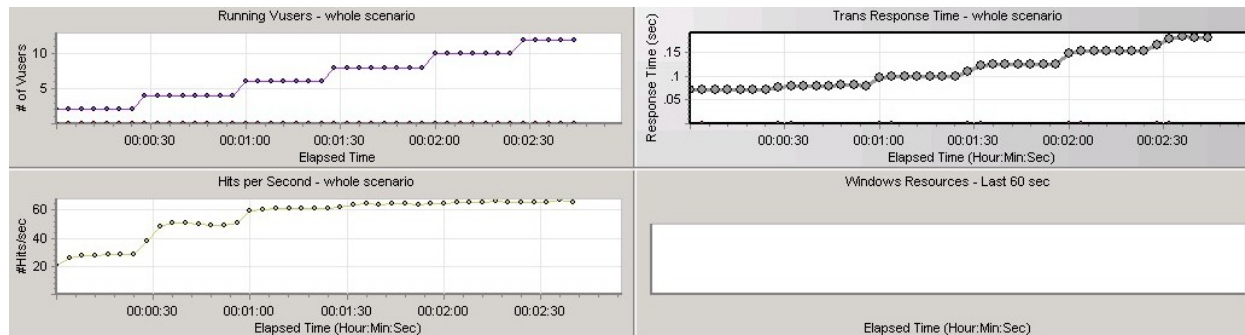 Running Vusers - whole scenario
# of Vusers
10
5
00:00:30 00:01:00 00:01:30 00:02:00 00:02:30
Elapsed Time
Trans Response Time - whole scenario
Response Time (sec)
.15
.1
.05
00:00:30 00:01:00 00:01:30 00:02:00 00:02:30
Elapsed Time (Hour:Min:Sec)
Hits per Second - whole scenario
#Hits/sec
60
40
20
00:00:30 00:01:00 00:01:30 00:02:00 00:02:30
Elapsed Time (Hour:Min:Sec)
Windows Resources - Last 60 sec
Elapsed Time (Hour:Min:Sec)